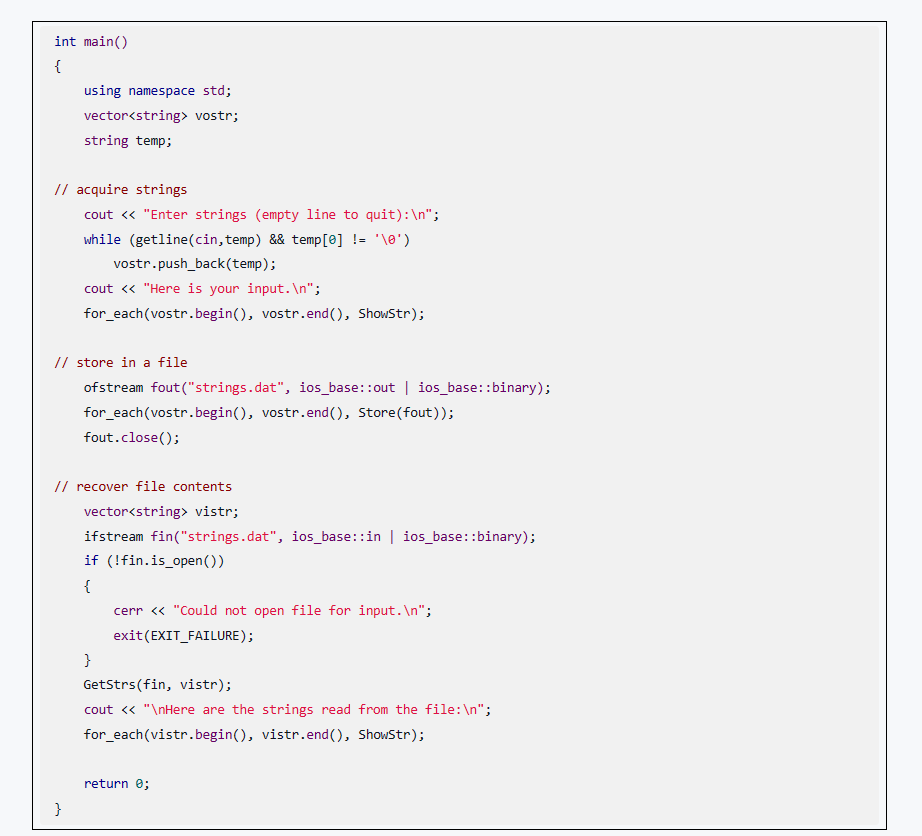 int main()
{
    using namespace std;
    vector<string> vostr;
    string temp;

// acquire strings
    cout << "Enter strings (empty line to quit):\n";
    while (getline(cin,temp) && temp[0] != '\0')
        vostr.push_back(temp);
    cout << "Here is your input.\n";
    for_each(vostr.begin(), vostr.end(), ShowStr);

// store in a file
    ofstream fout("strings.dat", ios_base::out | ios_base::binary);
    for_each(vostr.begin(), vostr.end(), Store(fout));
    fout.close();

// recover file contents
    vector<string> vistr;
    ifstream fin("strings.dat", ios_base::in | ios_base::binary);
    if (!fin.is_open())
    {
        cerr << "Could not open file for input.\n";
        exit(EXIT_FAILURE);
    }
    GetStrs(fin, vistr);
    cout << "\nHere are the strings read from the file:\n";
    for_each(vistr.begin(), vistr.end(), ShowStr);

    return 0;
}